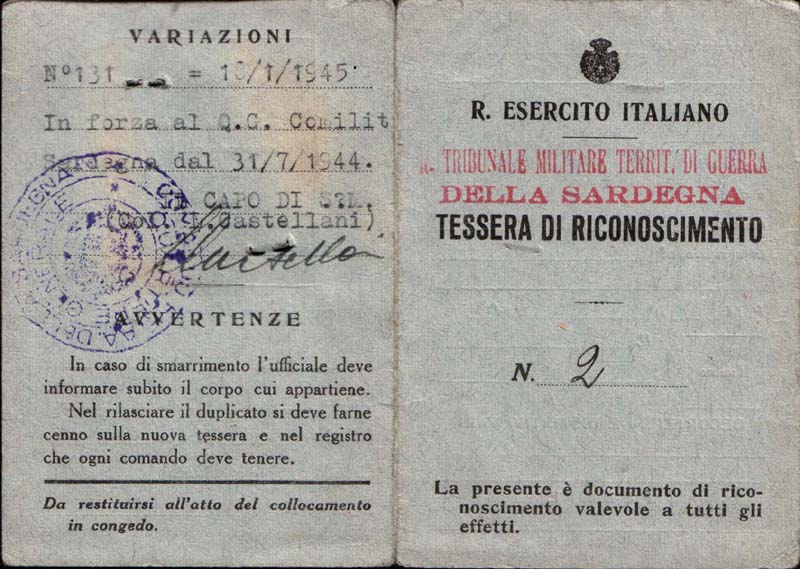 VARIAZIONI
N°131 = 18/1/1945
In forza al Q.G. Comilit
Sardegna dal 31/7/1944.
IL CAPO DI S.M.
(Col. L.Castellani)
AVVERTENZE
In caso di smarrimento l'ufficiale deve
informare subito il corpo cui appartiene.
Nel rilasciare il duplicato si deve farne
cenno sulla nuova tessera e nel registro
che ogni comando deve tenere.
Da restituirsi all'atto del collocamento
in congedo.
R. ESERCITO ITALIANO
R. TRIBUNALE MILITARE TERRIT. DI GUERRA
DELLA SARDEGNA
TESSERA DI RICONOSCIMENTO
N. 2
La presente è documento di rico-
noscimento valevole a tutti gli
effetti.